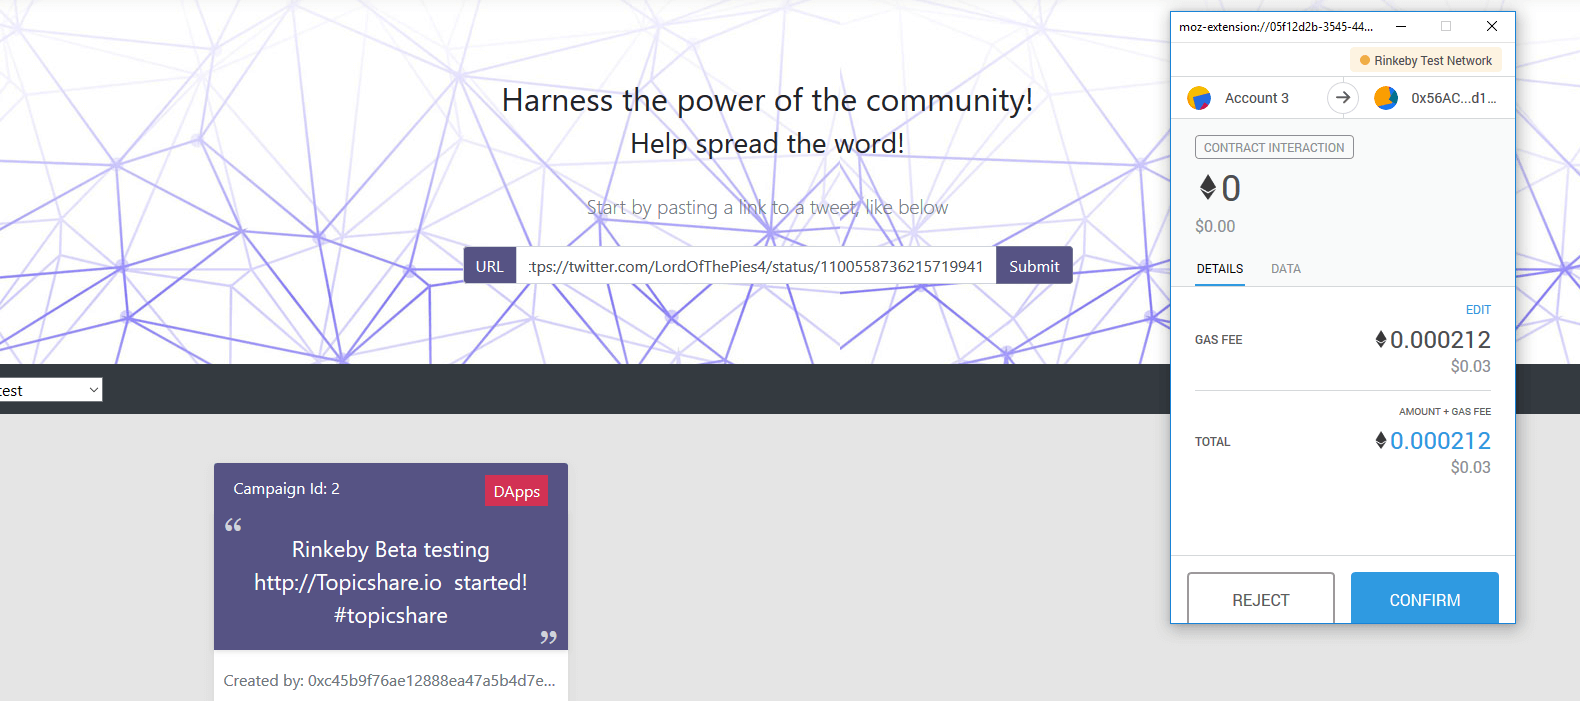 Harness the power of the community!
Help spread the word!
Start by pasting a link to a tweet, like below
URL
:tps://twitter.com/LordOfThePies4/status/1100558736215719941
Submit
test
Campaign Id: 2
DApps
“
Rinkeby Beta testing
http://Topicshare.io started!
#topicshare
”
Created by: 0xc45b9f76ae12888ea47a5b4d7e...
moz-extension://05f12d2b-3545-44...
Rinkeby Test Network
Account 3
0x56AC...d1...
CONTRACT INTERACTION
0
$0.00
DETAILS DATA
EDIT
GAS FEE 0.000212
$0.03
AMOUNT + GAS FEE
TOTAL 0.000212
$0.03
REJECT CONFIRM